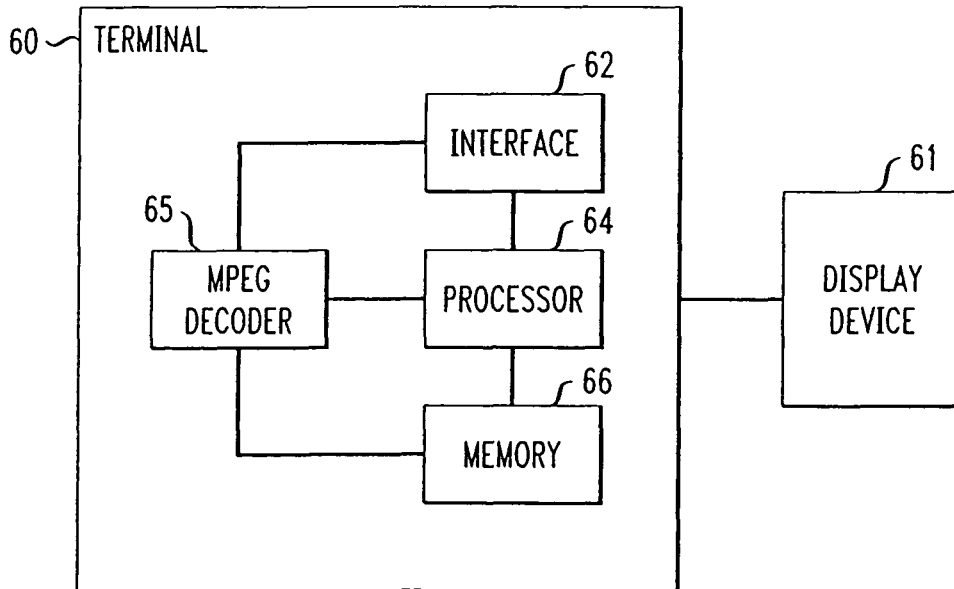 60
TERMINAL
62
INTERFACE
61
65
64
MPEG
DECODER
PROCESSOR
DISPLAY
DEVICE
66
MEMORY